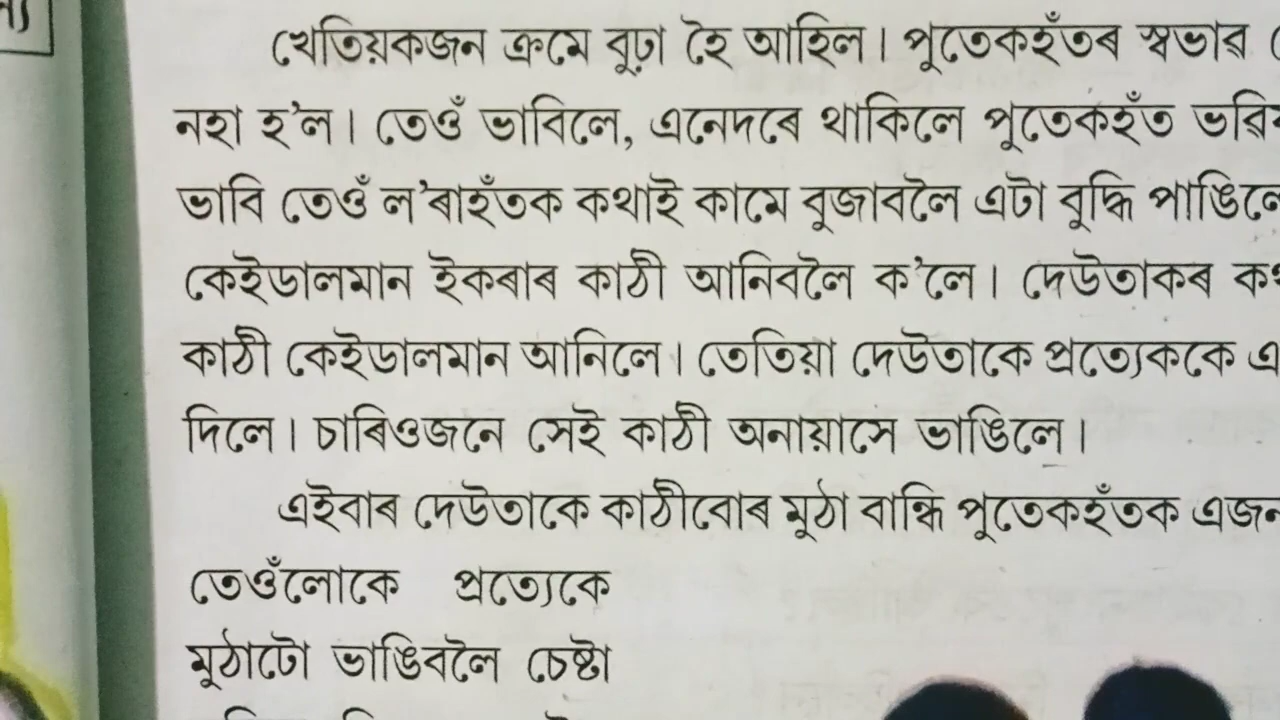 খেতিয়কজন ক্ৰমে বুঢ়া হৈ আহিল। পুতেকহঁতৰ স্বভাৱ
নহা হ'ল। তেওঁ ভাবিলে, এনেদৰে থাকিলে পুতেকহঁত
ভাবি তেওঁ ল'ৰাহঁতক কথাই কামে বুজাবলৈ এটা বুদ্ধি পাঙিলে
কেইডালমান ইকৰাৰ কাঠী আনিবলৈ ক'লে। দেউতাকৰ
কাঠী কেইডালমান আনিলে। তেতিয়া দেউতাকে প্ৰত্যেককে এ
দিলে। চাৰিওজনে সেই কাঠী অনায়াসে ভাঙিলে।
এইবাৰ দেউতাকে কাঠীবোৰ মুঠা বান্ধি পুতেকহঁতক এজন
তেওঁলোকে প্ৰত্যেকে
মুঠাটো ভাঙিবলৈ চেষ্টা